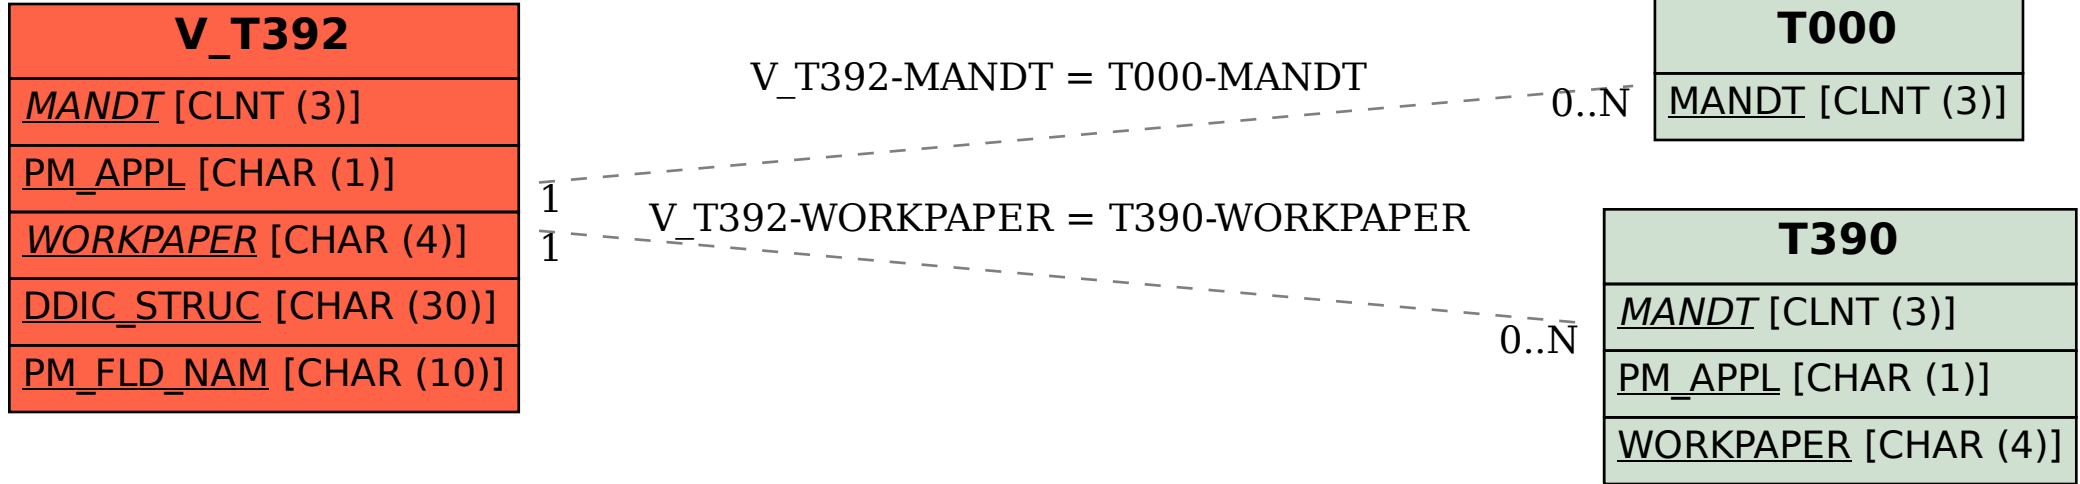 V_T392
MANDT [CLNT (3)]
PM_APPL [CHAR (1)]
WORKPAPER [CHAR (4)]
DDIC_STRUC [CHAR (30)]
PM_FLD_NAM [CHAR (10)]
V_T392-MANDT = T000-MANDT
0..N
1
V_T392-WORKPAPER = T390-WORKPAPER
1
0..N
T000
MANDT [CLNT (3)]
T390
MANDT [CLNT (3)]
PM_APPL [CHAR (1)]
WORKPAPER [CHAR (4)]